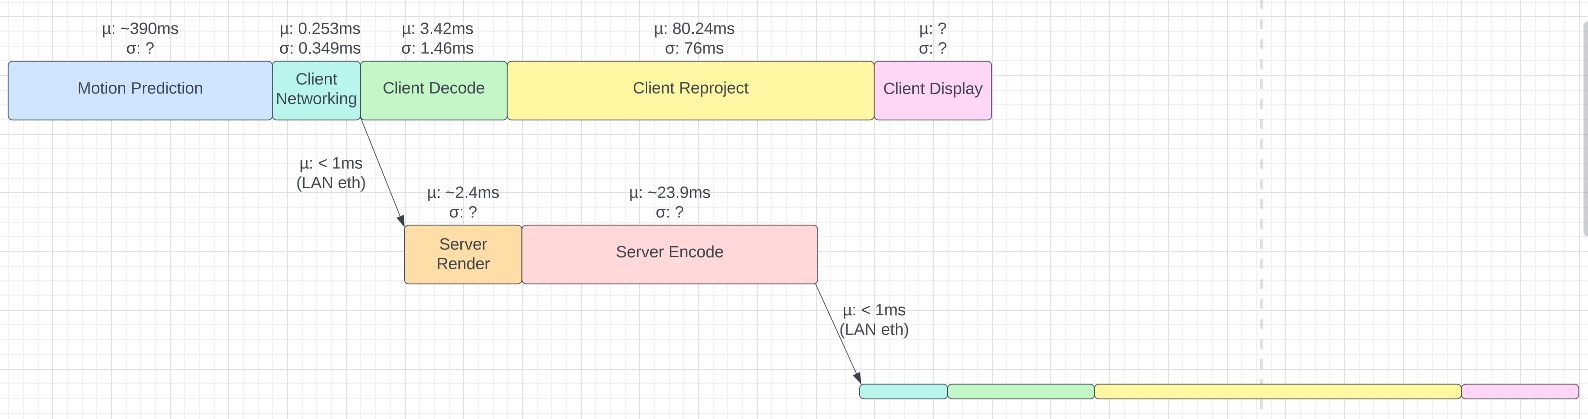 μ: ~390ms
σ: ?
μ: 0.253ms
σ: 0.349ms
μ: 3.42ms
σ: 1.46ms
μ: 80.24ms
σ: 76ms
μ: ?
σ: ?
Motion Prediction
Client
Networking
Client Decode
Client Reproject
Client Display
μ: < 1ms
(LAN eth)
μ: ~2.4ms
σ: ?
μ: ~23.9ms
σ: ?
Server
Render
Server Encode
μ: < 1ms
(LAN eth)